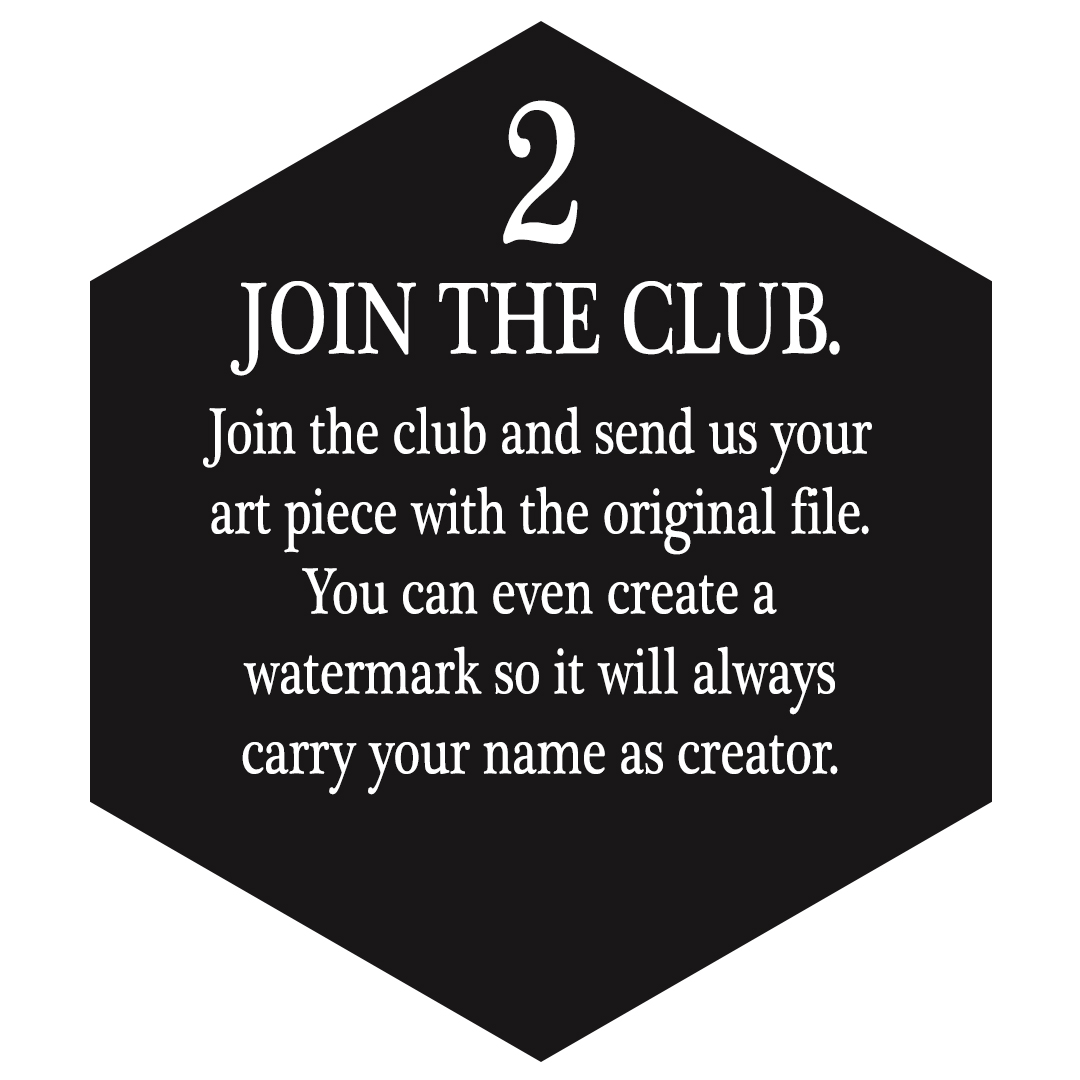 2
JOIN THE CLUB.
Join the club and send us your
art piece with the original file.
You can even create a
watermark so it will always
carry your name as creator.